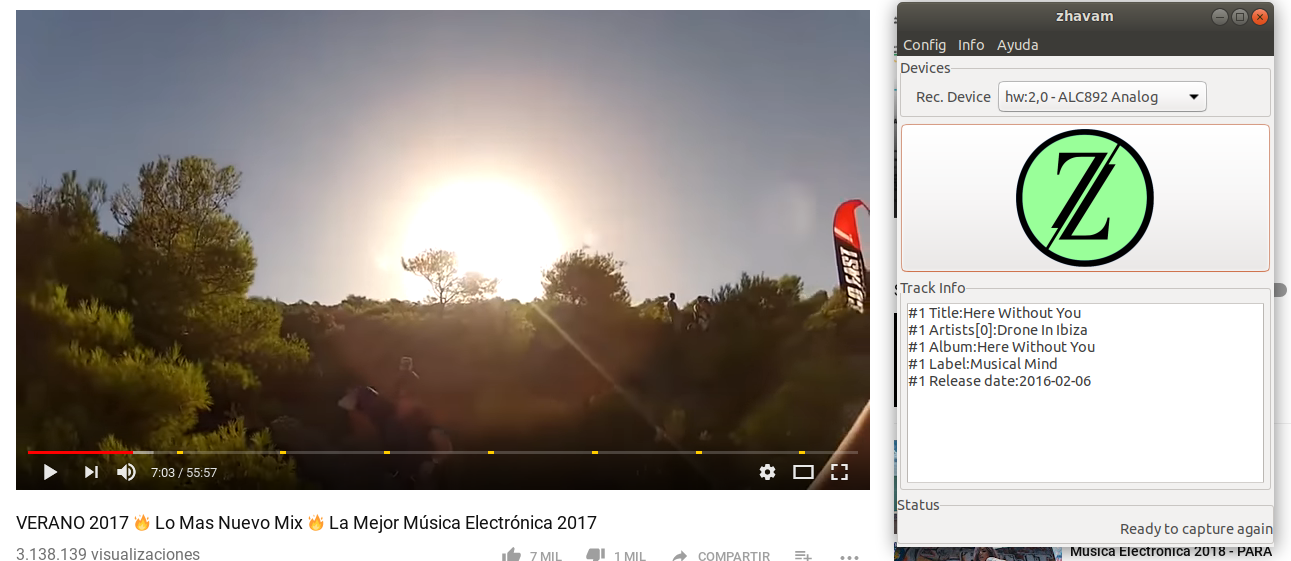 GO FAST
7:03 / 55:57
VERANO 2017 🔥 Lo Mas Nuevo Mix 🔥 La Mejor Música Electrónica 2017
3.138.139 visualizaciones
7 MIL
1 MIL
COMPARTIR
zhavam
Config Info Ayuda
Devices
Rec. Device hw:2,0 - ALC892 Analog
Z
Track Info
#1 Title:Here Without You
#1 Artists[0]:Drone In Ibiza
#1 Album:Here Without You
#1 Label:Musical Mind
#1 Release date:2016-02-06
Status
Ready to capture again
Musica Electronica 2018 - PARA